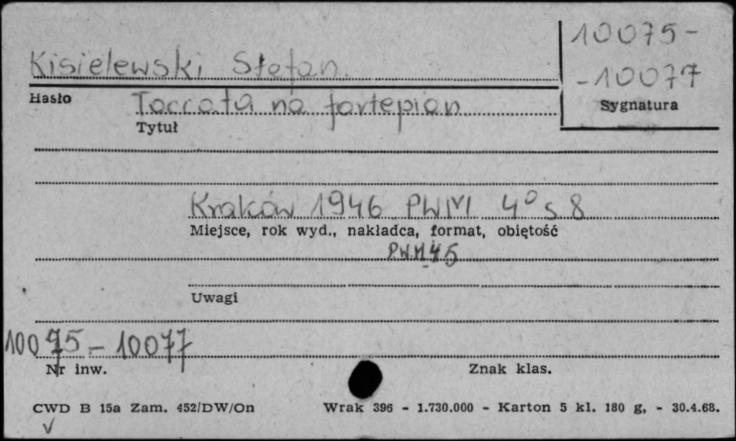 10075-
Kisielewski Stefan.
-10077
Hasło
Toccata na fortepian
Sygnatura
Tytuł
Kraków 1946 PWM 4° s 8
Miejsce, rok wyd., nakładca, format, objętość
PWM 45
Uwagi
10075-10077
Nr inw.
Znak klas.
CWD B 15a Zam. 452/DW/On Wrak 396 - 1.730.000 - Karton 5 kl. 180 g. - 30.4.68.